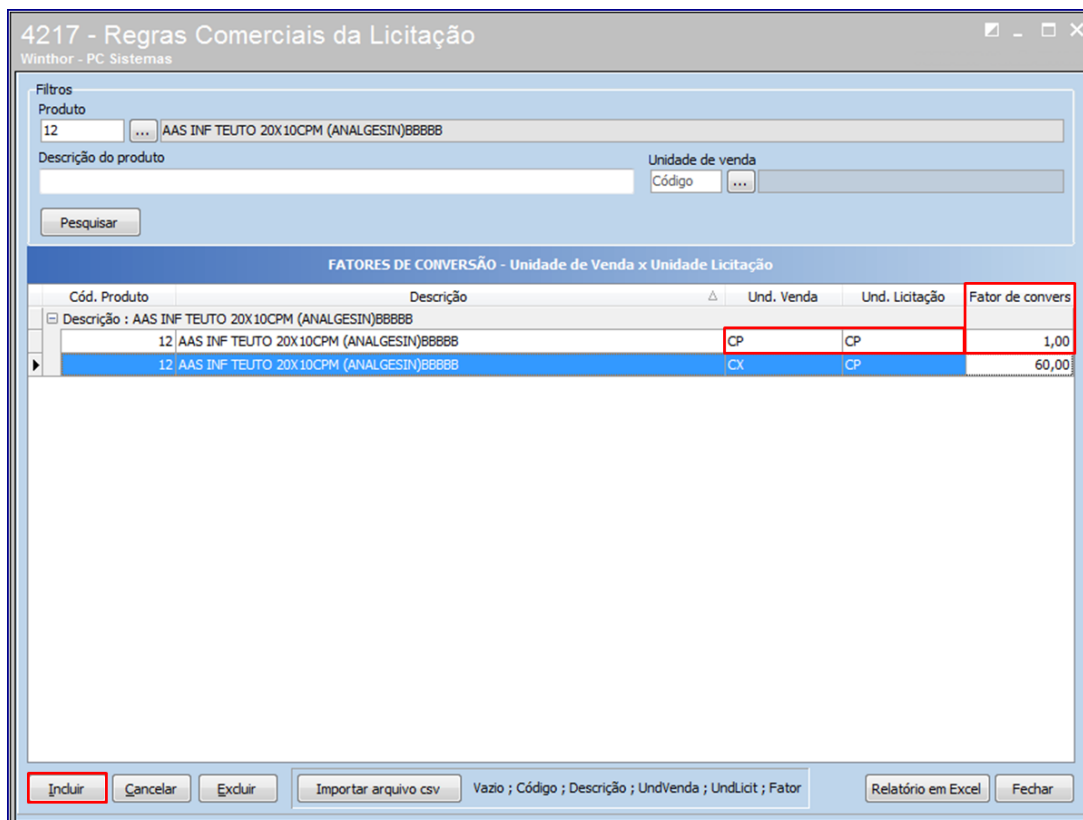 4217 - Regras Comerciais da Licitação
Winthor - PC Sistemas
Filtros
Produto
12 ... AAS INF TEUTO 20X10CPM (ANALGESIN)BBBBB
Descrição do produto Unidade de venda
Código ...
Pesquisar
FATORES DE CONVERSÃO - Unidade de Venda x Unidade Licitação
Cód. Produto Descrição Und. Venda Und. Licitação Fator de convers
Descrição : AAS INF TEUTO 20X10CPM (ANALGESIN)BBBBB
12 AAS INF TEUTO 20X10CPM (ANALGESIN)BBBBB CP CP 1,00
12 AAS INF TEUTO 20X10CPM (ANALGESIN)BBBBB CX CP 60,00
Incluir Cancelar Excluir Importar arquivo csv Vazio ; Código ; Descrição ; UndVenda ; UndLicit ; Fator Relatório em Excel Fechar